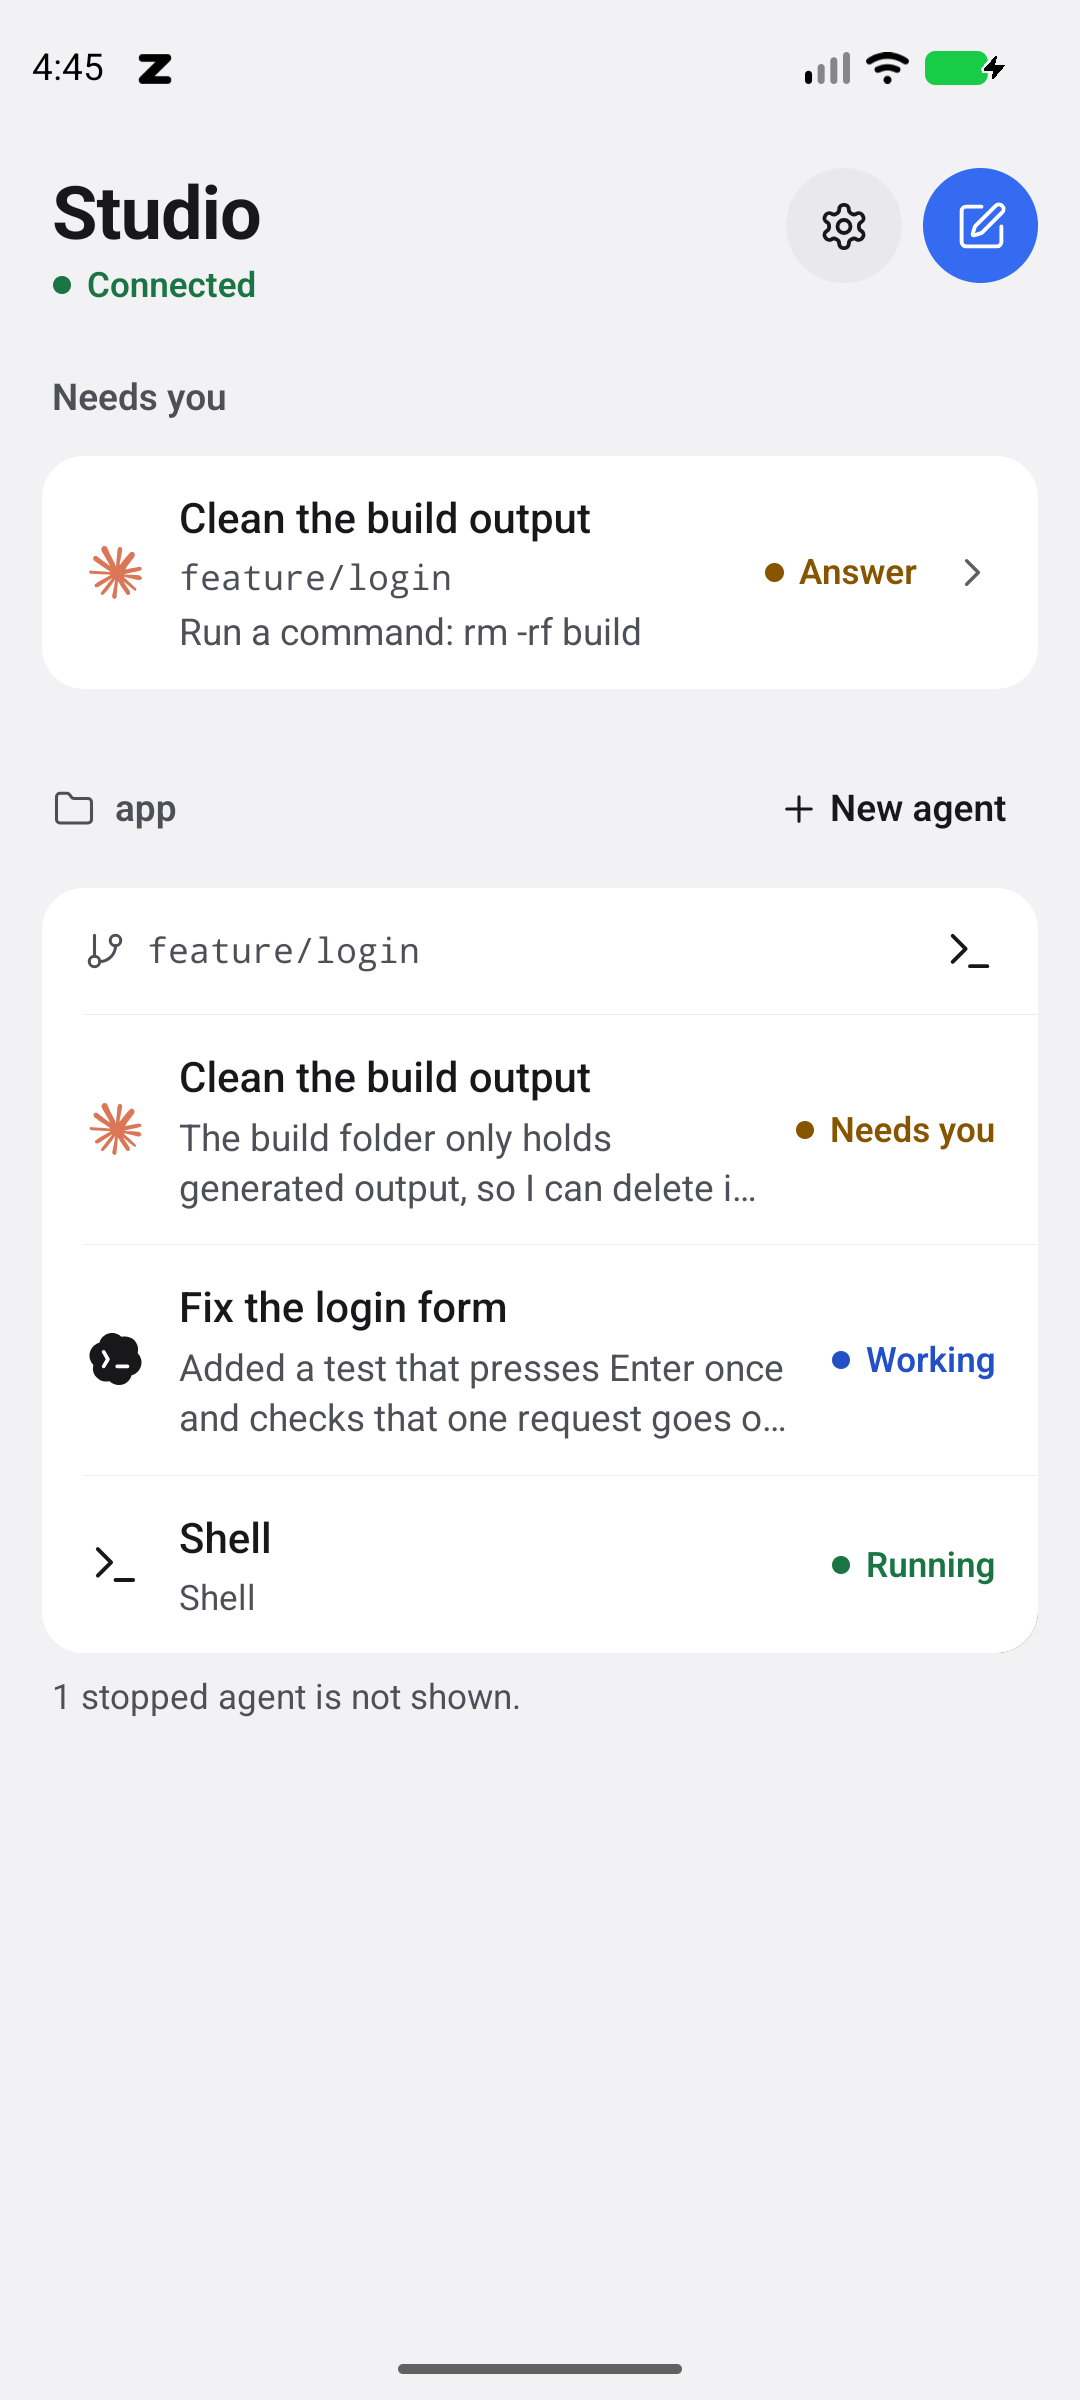 4:45
Studio
Connected
Needs you
Clean the build output
feature/login
Answer
Run a command: rm -rf build
app
New agent
feature/login
Clean the build output
The build folder only holds
generated output, so I can delete i…
Needs you
Fix the login form
Added a test that presses Enter once
and checks that one request goes o…
Working
Shell
Shell
Running
1 stopped agent is not shown.